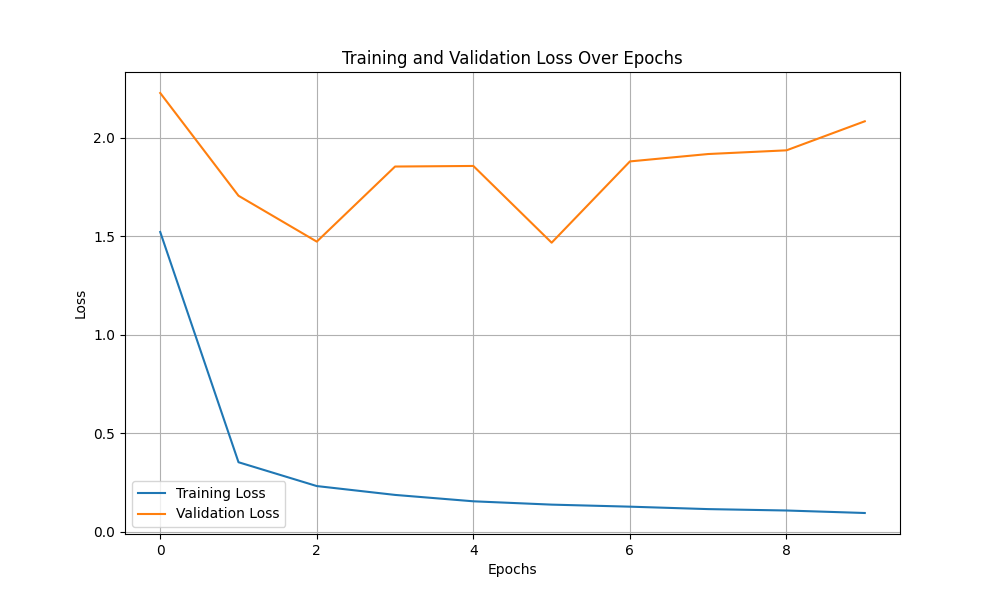 Training and Validation Loss Over Epochs
Loss
2.0
1.5
1.0
0.5
0.0
Training Loss
Validation Loss
0 2 4 6 8
Epochs